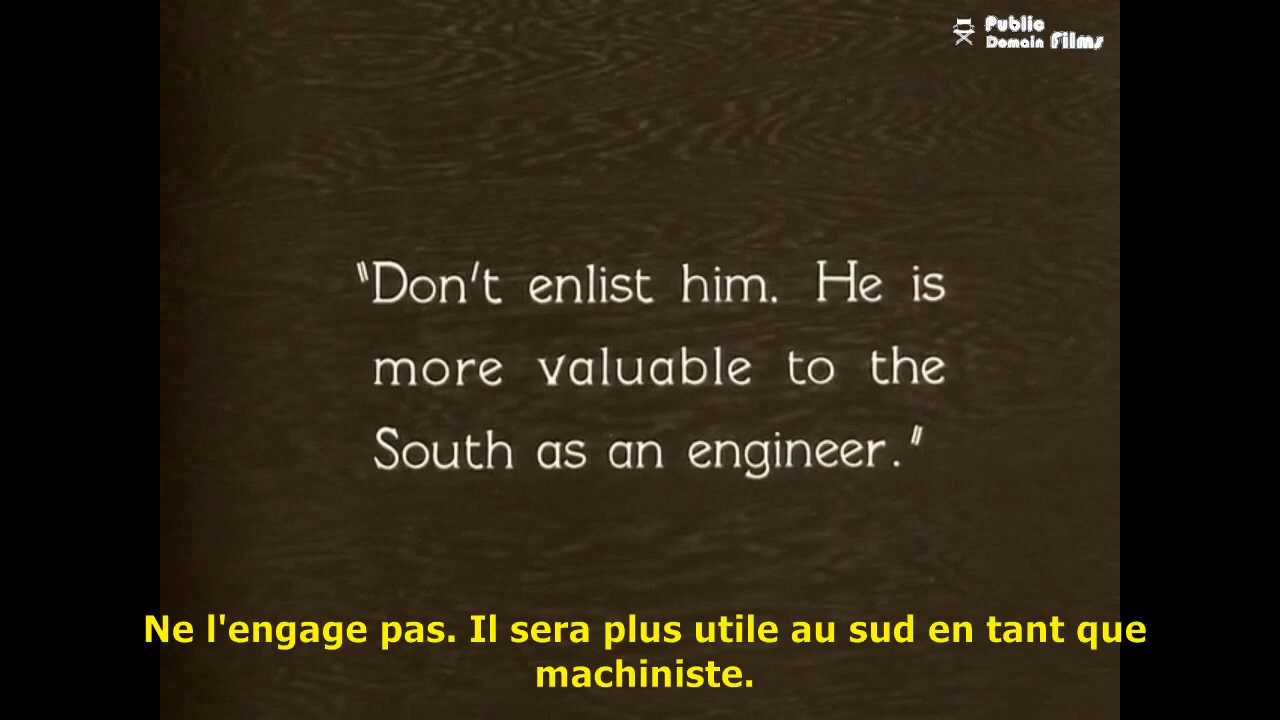 Public
Domain Films
"Don't enlist him. He is
more valuable to the
South as an engineer."
Ne l'engage pas. Il sera plus utile au sud en tant que
machiniste.